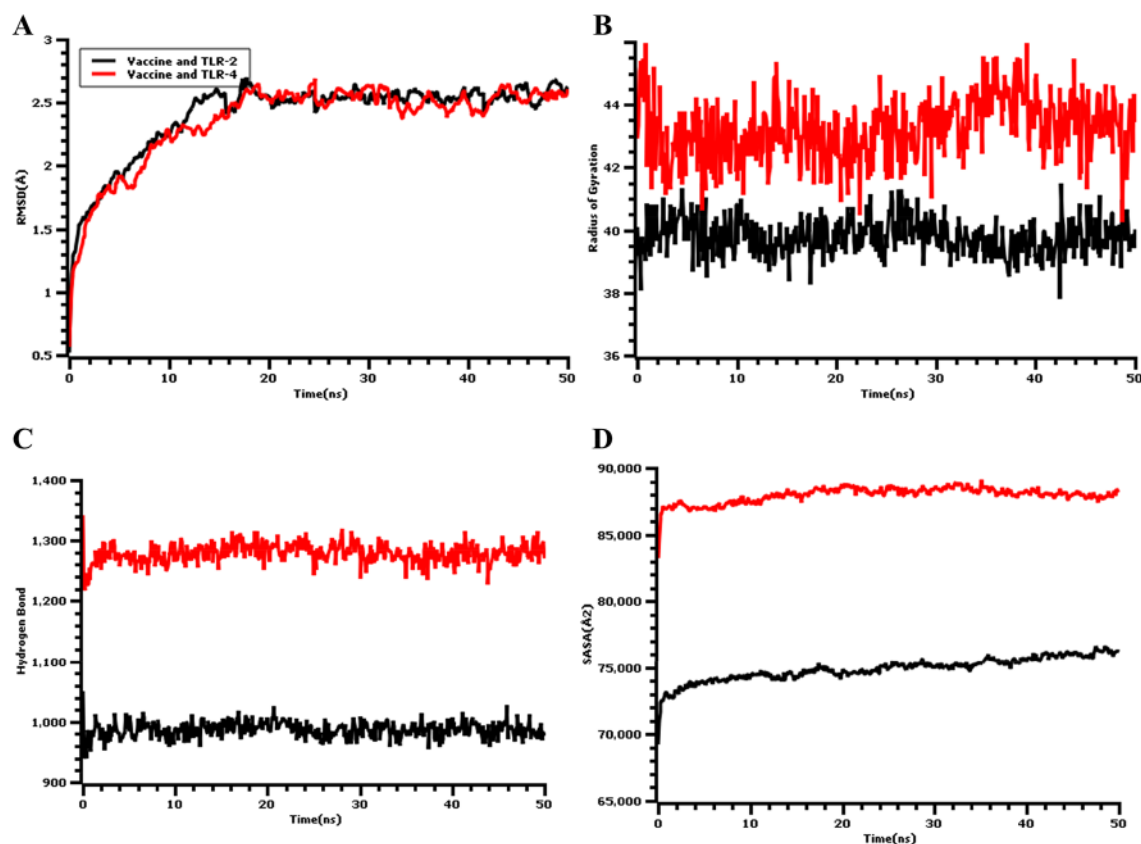 A
3
2.5
2
1.5
1
0.5
RMSD(Å)
Vaccine and TLR-2
Vaccine and TLR-4
0 10 20 30 40 50
Time(ns)
B
44
42
40
38
36
Radius of Gyration
0 10 20 30 40 50
Time(ns)
C
1,400
1,300
1,200
1,100
1,000
900
Hydrogen Bond
0 10 20 30 40 50
Time(ns)
D
90,000
85,000
80,000
75,000
70,000
65,000
SASA(Å2)
0 10 20 30 40 50
Time(ns)